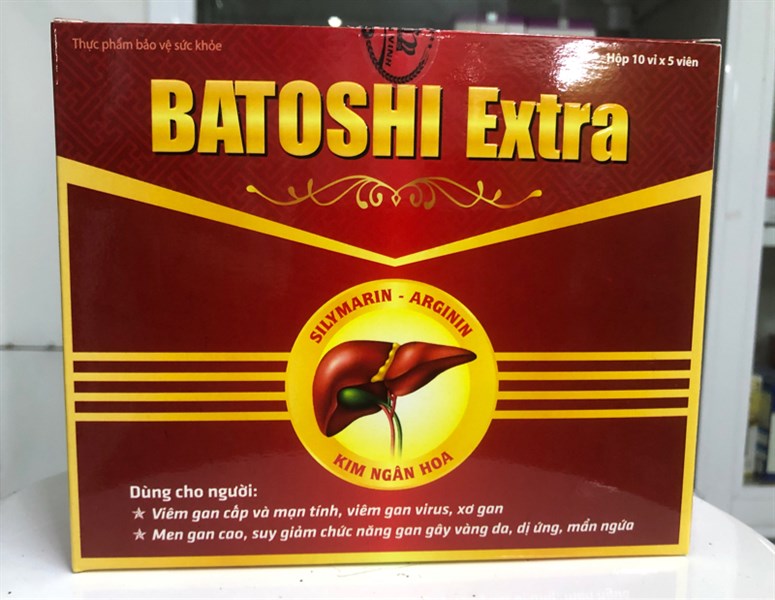 Thực phẩm bảo vệ sức khỏe
Hộp 10 vỉ x 5 viên
BATOSHI Extra
SILYMARIN - ARGININ
KIM NGÂN HOA
Dùng cho người:
★ Viêm gan cấp và mạn tính, viêm gan virus, xơ gan
★ Men gan cao, suy giảm chức năng gan gây vàng da, dị ứng, mẩn ngứa